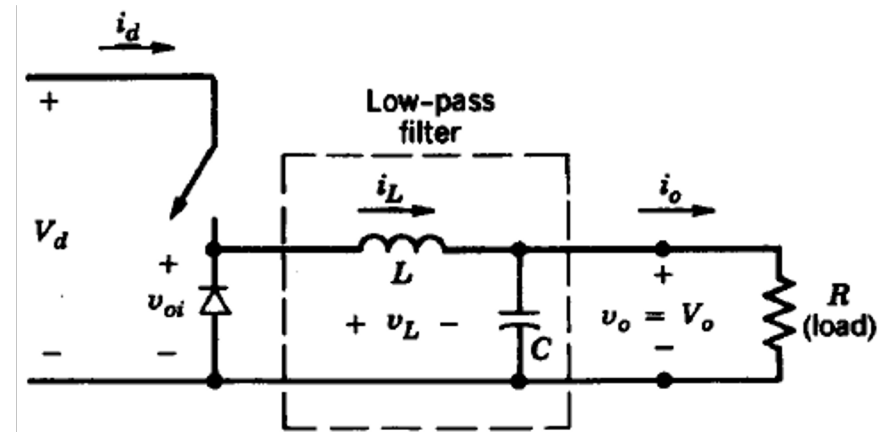 i_d
+
Low-pass
filter
i_L
i_o
V_d
+
L
+
R
v_oi
+ v_L −
v_o = V_o
(load)
−
−
C
−